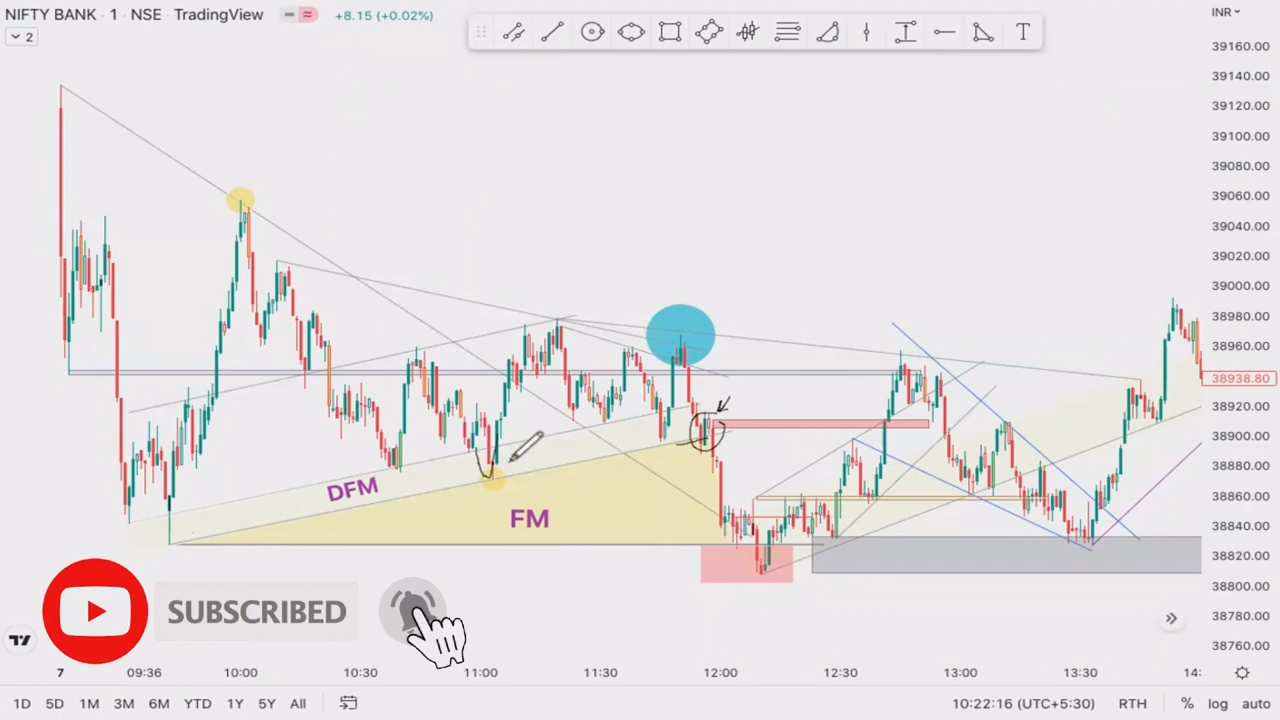 NIFTY BANK · 1 · NSE · TradingView
+8.15 (+0.02%)
2
T
INR
39160.00
39140.00
39120.00
39100.00
39080.00
39060.00
39040.00
39020.00
39000.00
38980.00
38960.00
38938.80
38920.00
38900.00
38880.00
38860.00
38840.00
38820.00
38800.00
38780.00
38760.00
DFM
FM
SUBSCRIBED
7 09:36 10:00 10:30 11:00 11:30 12:00 12:30 13:00 13:30 14:
1D 5D 1M 3M 6M YTD 1Y 5Y All 10:22:16 (UTC+5:30) RTH % log auto